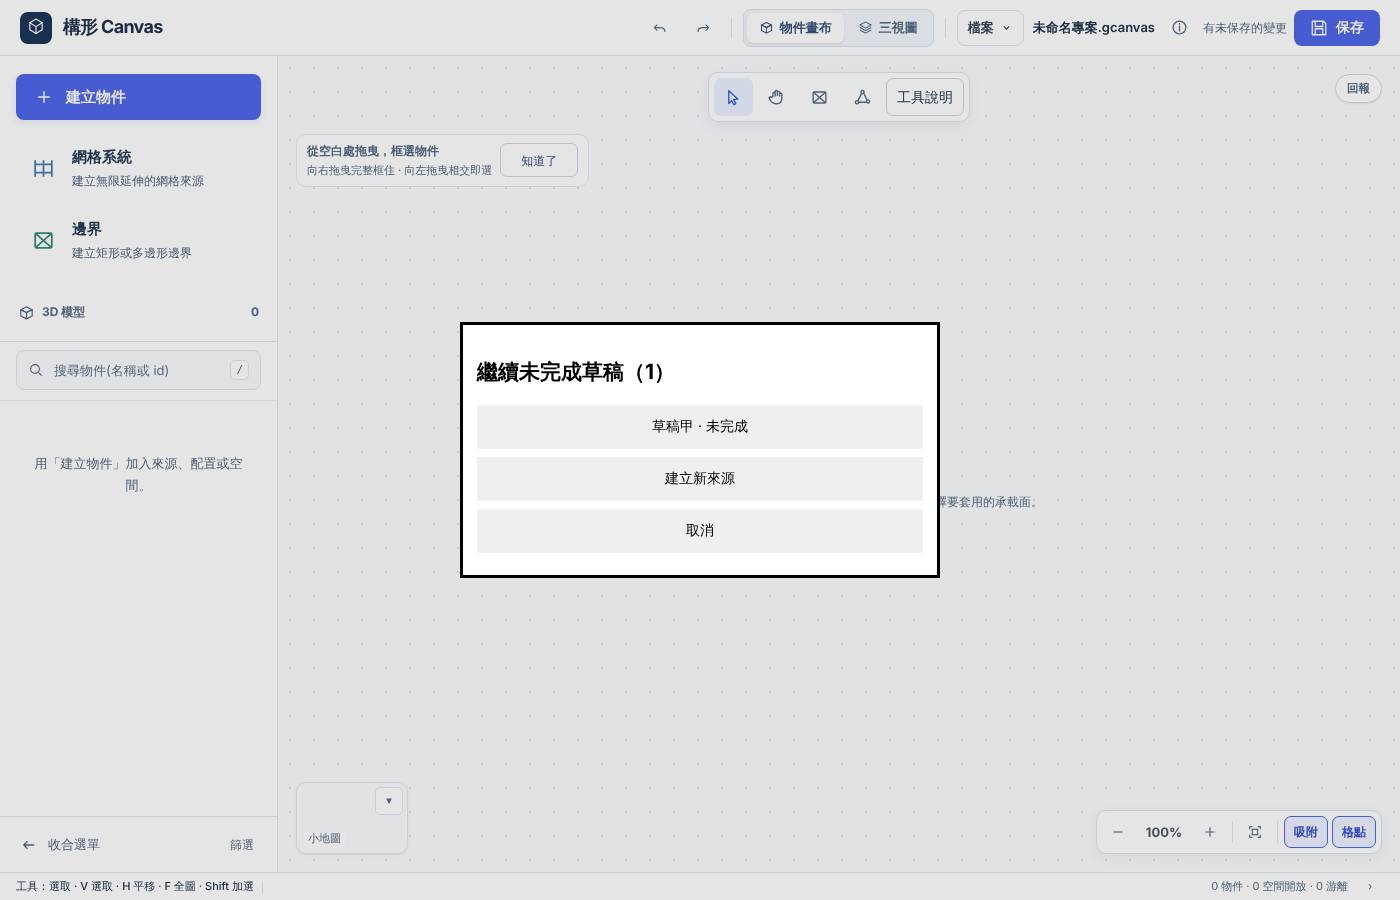 構形 Canvas
物件畫布
三視圖
檔案
未命名專案.gcanvas
有未保存的變更
保存
建立物件
工具說明
回報
從空白處拖曳，框選物件
向右拖曳完整框住 · 向左拖曳相交即選
知道了
網格系統
建立無限延伸的網格來源
邊界
建立矩形或多邊形邊界
3D 模型
0
搜尋物件(名稱或 id)
/
用「建立物件」加入來源、配置或空
間。
繼續未完成草稿（1）
草稿甲 · 未完成
建立新來源
取消
擇要套用的承載面。
小地圖
100%
吸附
格點
收合選單
篩選
工具：選取 · V 選取 · H 平移 · F 全圖 · Shift 加選
0 物件 · 0 空間開放 · 0 游離